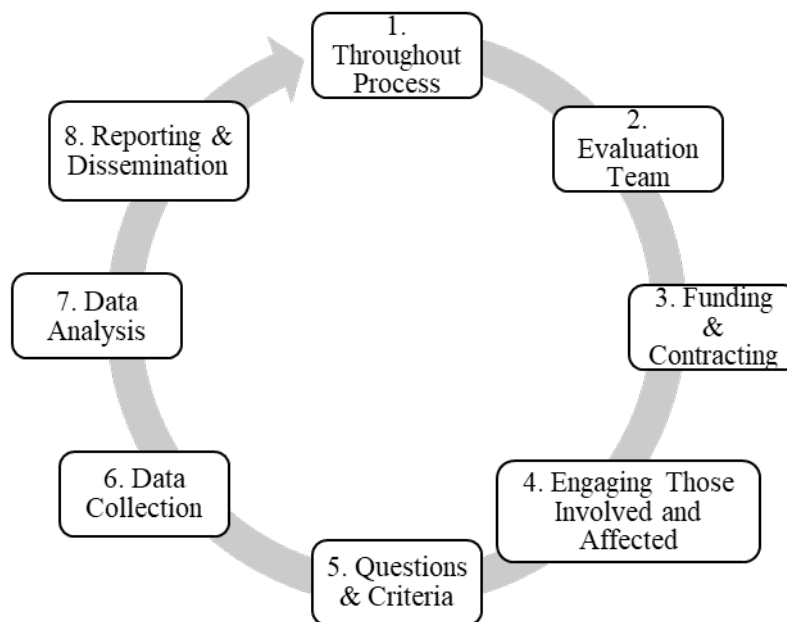 1.
Throughout
Process
2.
Evaluation
Team
3. Funding
&
Contracting
4. Engaging Those
Involved and
Affected
5. Questions
& Criteria
6. Data
Collection
7. Data
Analysis
8. Reporting &
Dissemination